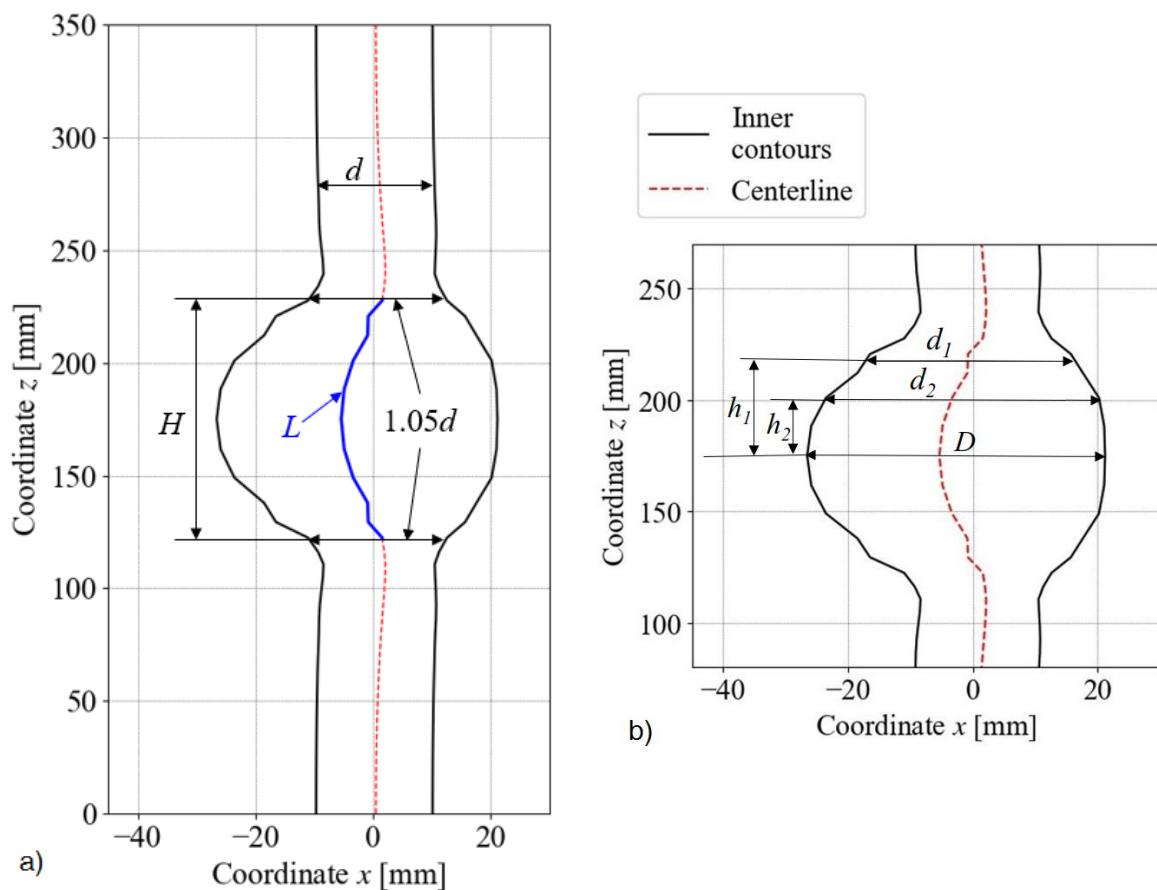 350
300
250
200
150
100
50
0
Coordinate z [mm]
d
H
L
1.05d
−40
−20
0
20
Coordinate x [mm]
a)
Inner
contours
Centerline
250
200
150
100
Coordinate z [mm]
d1
d2
h1
h2
D
−40
−20
0
20
Coordinate x [mm]
b)